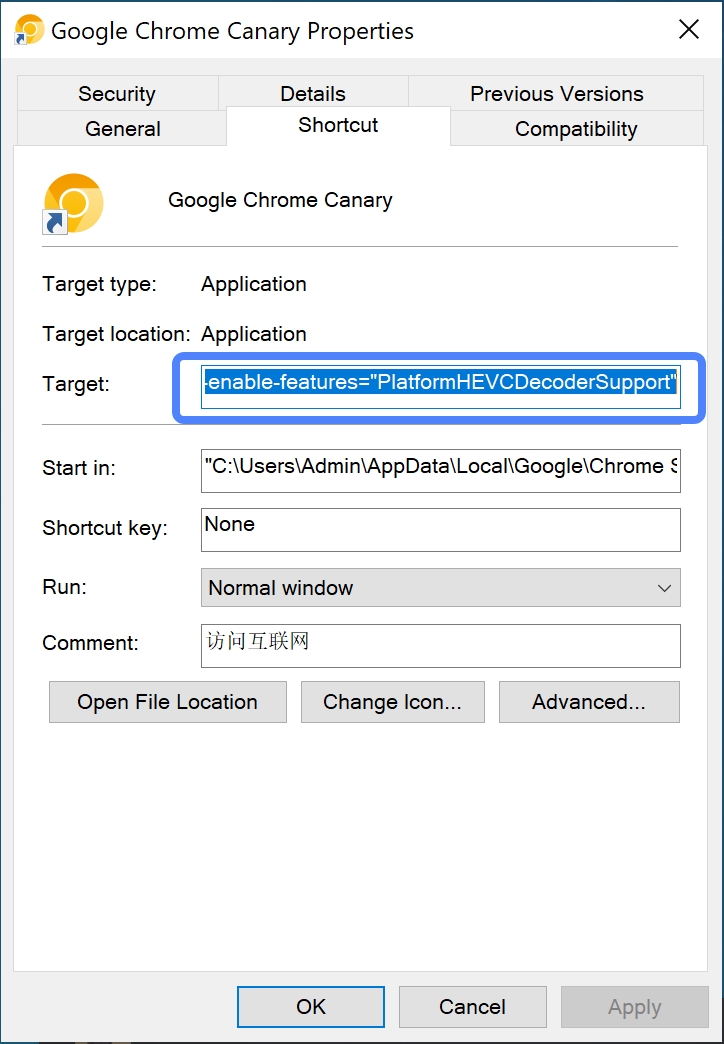 Google Chrome Canary Properties
Security Details Previous Versions
General Shortcut Compatibility
Google Chrome Canary
Target type: Application
Target location: Application
Target: -enable-features="PlatformHEVCDecoderSupport"
Start in: "C:\Users\Admin\AppData\Local\Google\Chrome S
Shortcut key: None
Run: Normal window
Comment: 访问互联网
Open File Location Change Icon... Advanced...
OK Cancel Apply